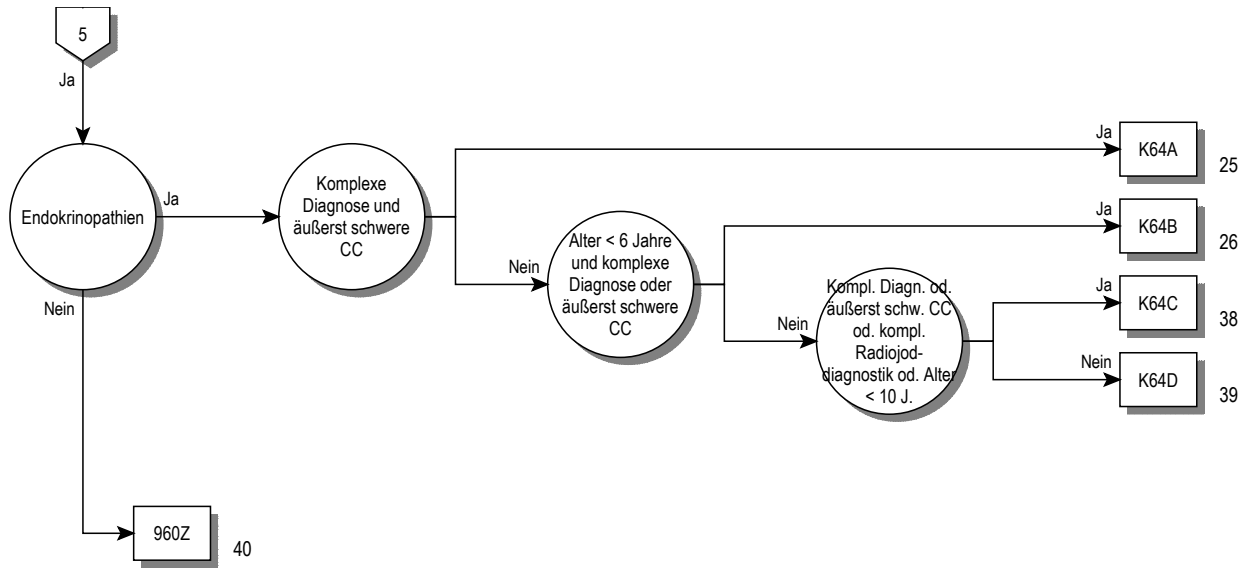 5
Ja
Endokrinopathien
Ja
Nein
Komplexe
Diagnose und
äußerst schwere
CC
Nein
Alter < 6 Jahre
und komplexe
Diagnose oder
äußerst schwere
CC
Nein
Kompl. Diagn. od.
äußerst schw. CC
od. kompl.
Radiojod-
diagnostik od. Alter
< 10 J.
Ja
K64A
25
Ja
K64B
26
Ja
K64C
38
Nein
K64D
39
960Z
40